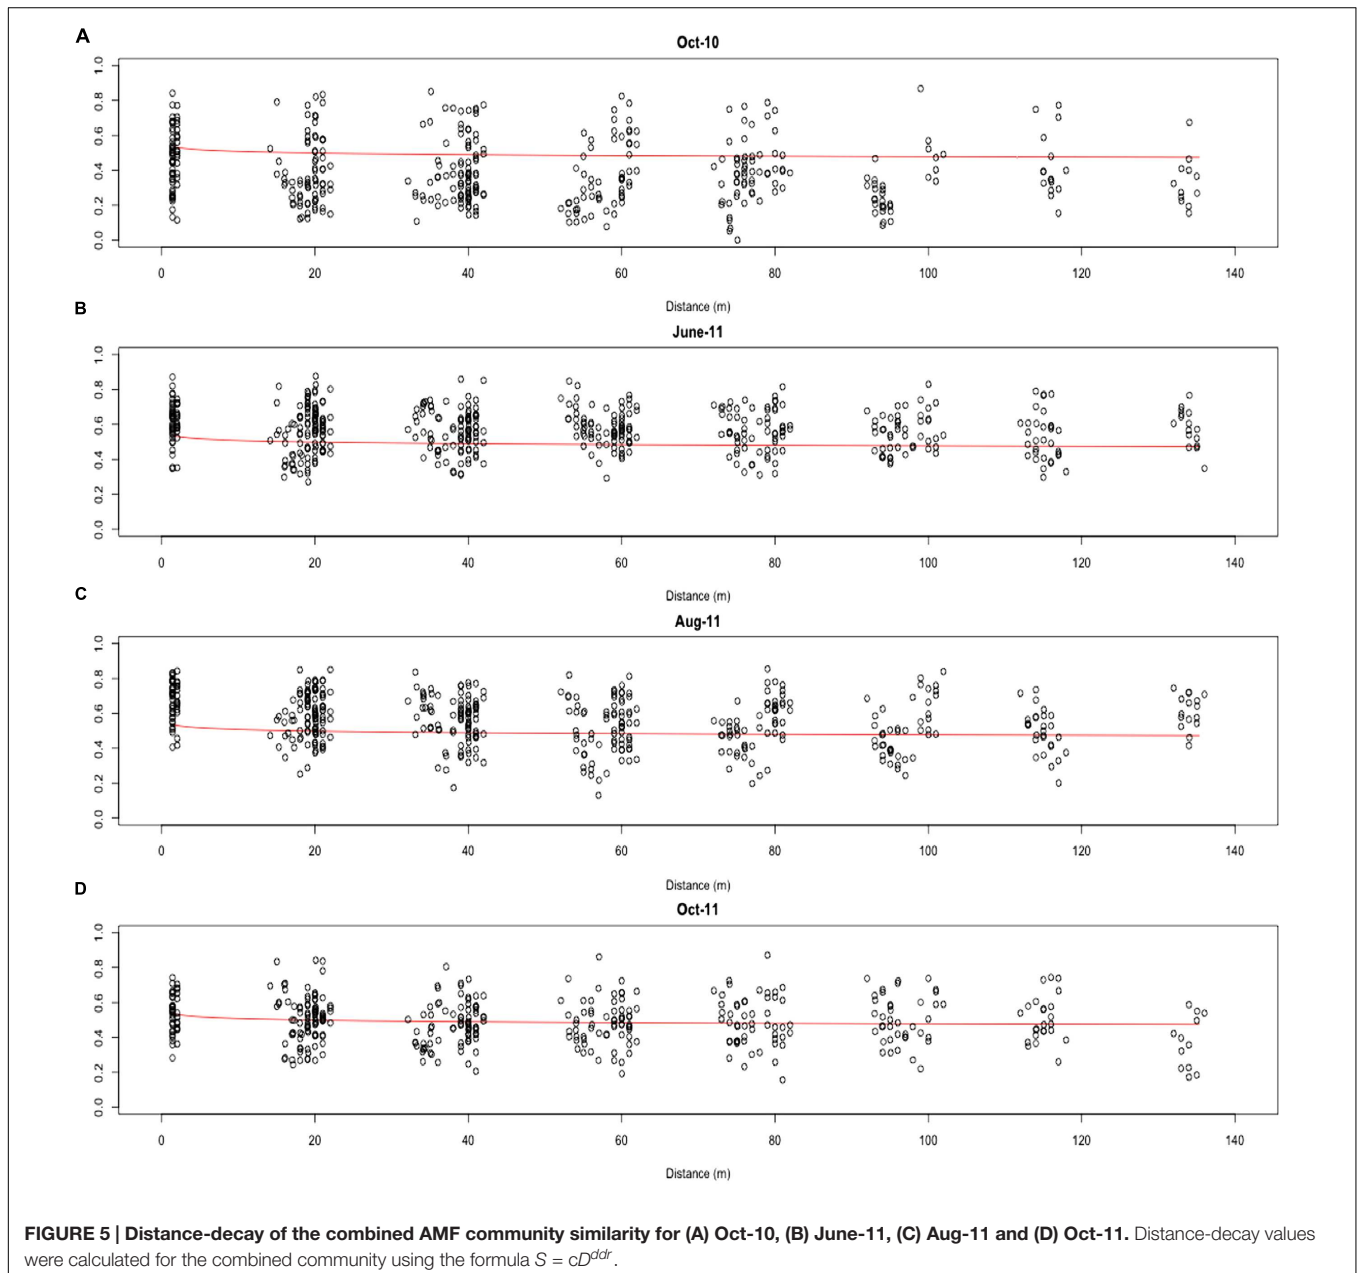 A
Oct-10
1.0
0.8
0.6
0.4
0.2
0.0
0 20 40 60 80 100 120 140
Distance (m)
B
June-11
1.0
0.8
0.6
0.4
0.2
0.0
0 20 40 60 80 100 120 140
Distance (m)
C
Aug-11
1.0
0.8
0.6
0.4
0.2
0.0
0 20 40 60 80 100 120 140
Distance (m)
D
Oct-11
1.0
0.8
0.6
0.4
0.2
0.0
0 20 40 60 80 100 120 140
Distance (m)
FIGURE 5 | Distance-decay of the combined AMF community similarity for (A) Oct-10, (B) June-11, (C) Aug-11 and (D) Oct-11. Distance-decay values
were calculated for the combined community using the formula S = cD^ddr.